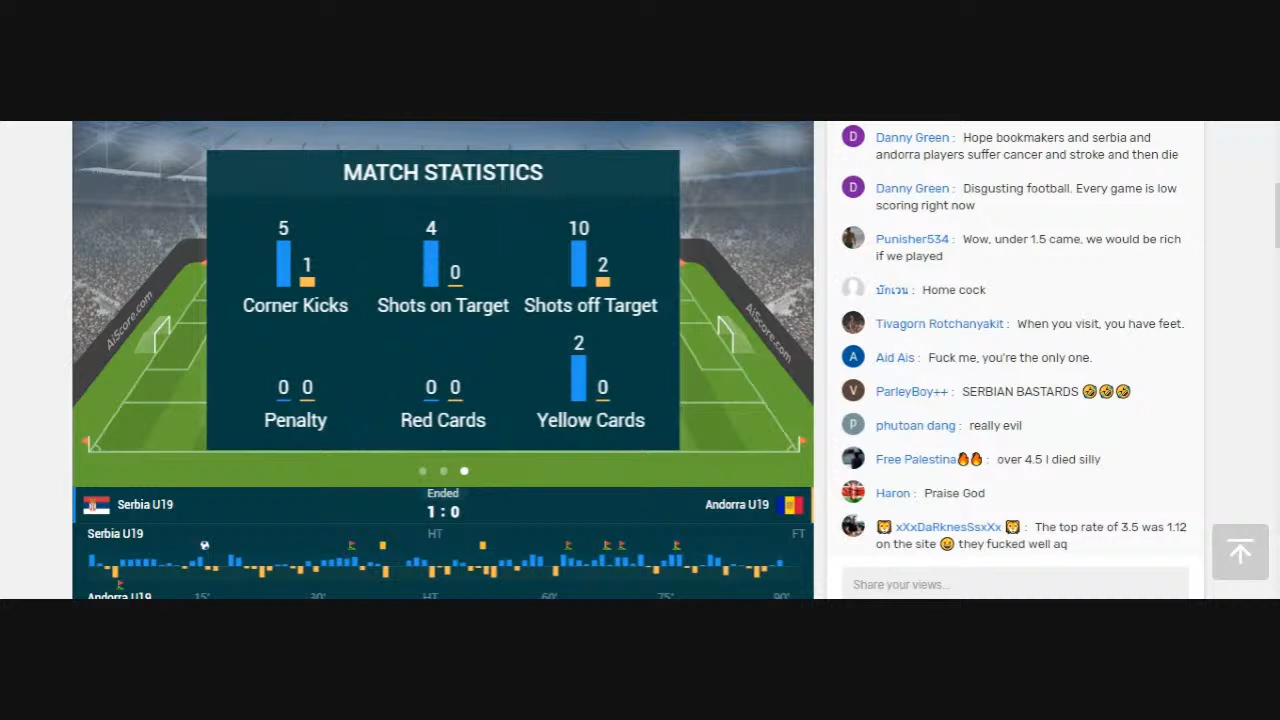 MATCH STATISTICS
5
1
Corner Kicks
4
0
Shots on Target
10
2
Shots off Target
0 0
Penalty
0 0
Red Cards
2
0
Yellow Cards
AiScore.com
AiScore.com
Serbia U19
Ended
1 : 0
Andorra U19
Serbia U19
HT
FT
Andorra U19
15'
30'
HT
60'
75'
90'
D
Danny Green : Hope bookmakers and serbia and
andorra players suffer cancer and stroke and then die
D
Danny Green : Disgusting football. Every game is low
scoring right now
Punisher534 : Wow, under 1.5 came, we would be rich
if we played
บักเวน : Home cock
Tivagorn Rotchanyakit : When you visit, you have feet.
A
Aid Ais : Fuck me, you're the only one.
V
ParleyBoy++ : SERBIAN BASTARDS 🤣🤣🤣
P
phutoan dang : really evil
Free Palestina🔥🔥 : over 4.5 I died silly
Haron : Praise God
🦁 xXxDaRknesSsxXx 🦁 : The top rate of 3.5 was 1.12
on the site 😀 they fucked well aq
Share your views...